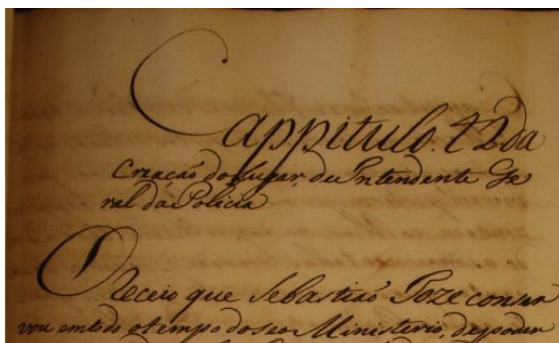 Cappitulo. 42 da
Creação do Lugar, de Intendente Ge
ral da Policia
O Receio que Sebastião Joze conser
vou em todo o tempo do seo Ministerio, de poder